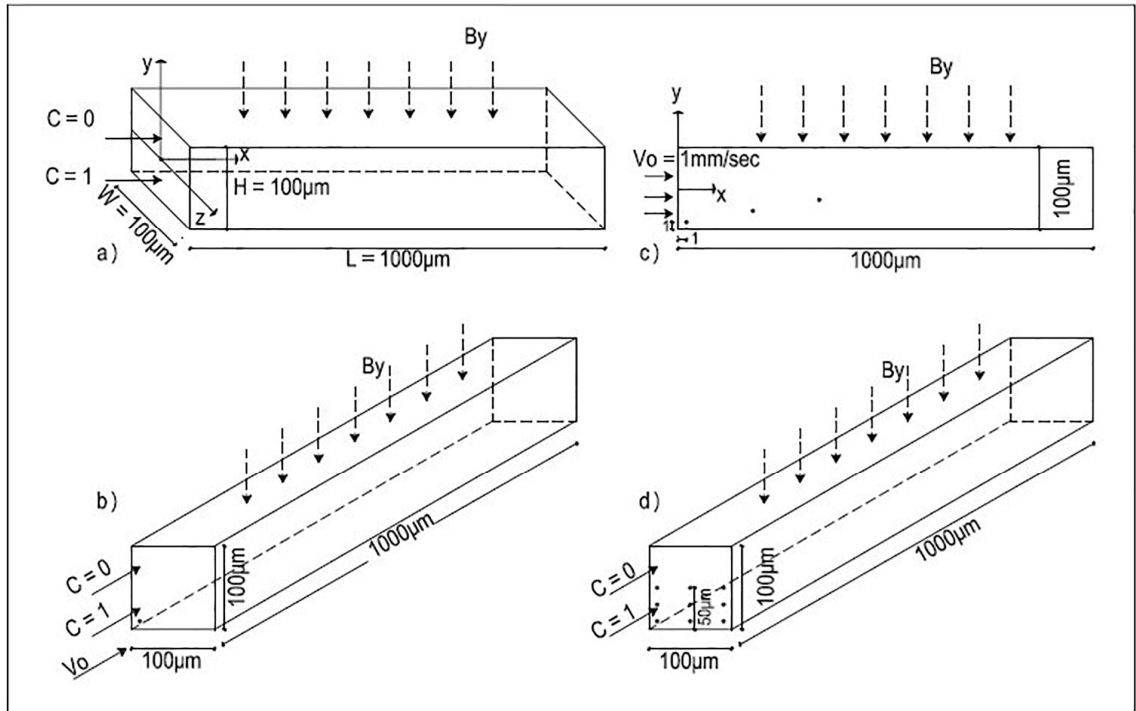 By
y
C = 0
x
C = 1
H = 100µm
W = 100µm
z
a)
L = 1000µm
By
y
Vo = 1mm/sec
x
100µm
1
1
c)
1000µm
By
b)
1000µm
100µm
C = 0
C = 1
Vo
100µm
By
d)
1000µm
100µm
C = 0
50µm
C = 1
100µm